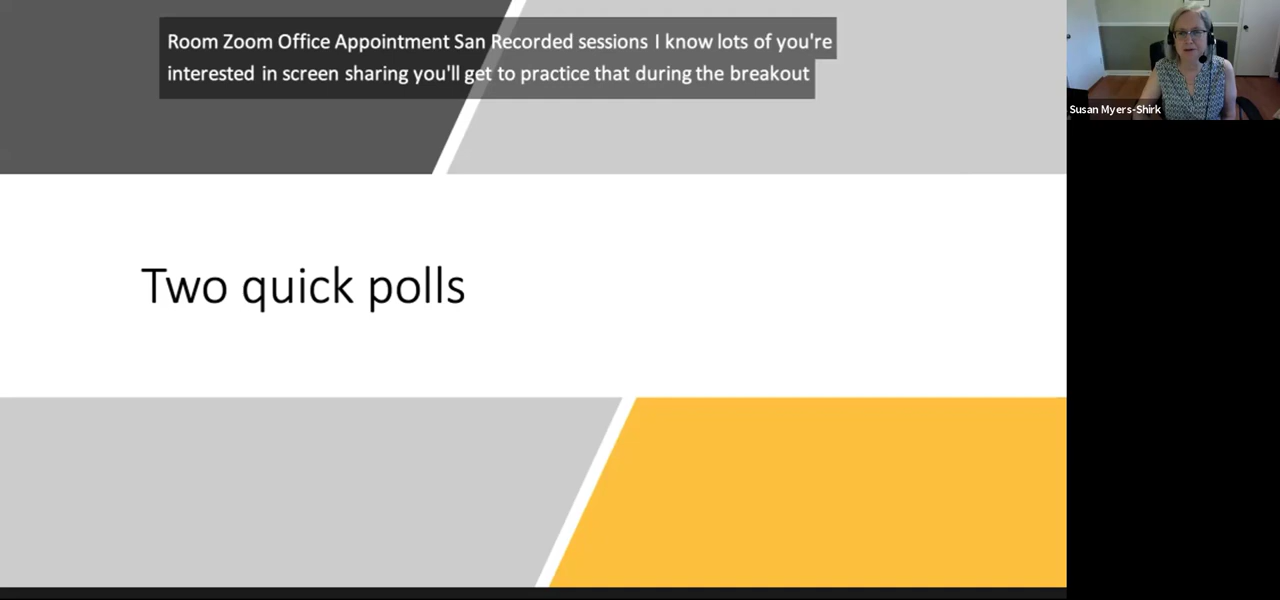 Room Zoom Office Appointment San Recorded sessions I know lots of you're
interested in screen sharing you'll get to practice that during the breakout
Susan Myers-Shirk
Two quick polls